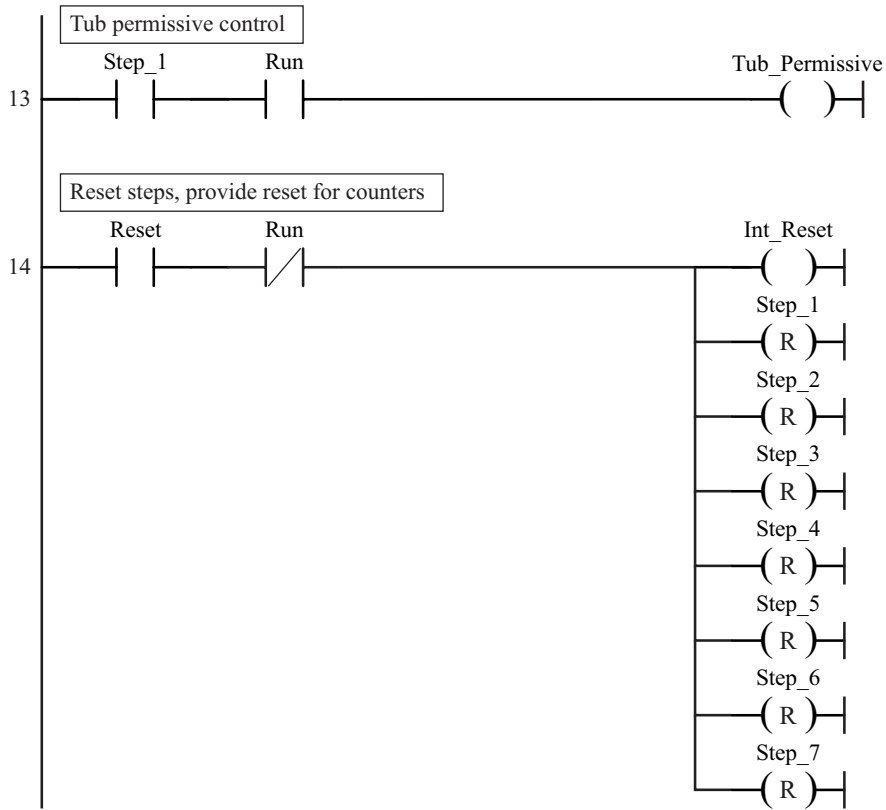 Tub permissive control
Step_1 Run Tub_Permissive
13
Reset steps, provide reset for counters
Reset Run Int_Reset
14
Step_1
R
Step_2
R
Step_3
R
Step_4
R
Step_5
R
Step_6
R
Step_7
R